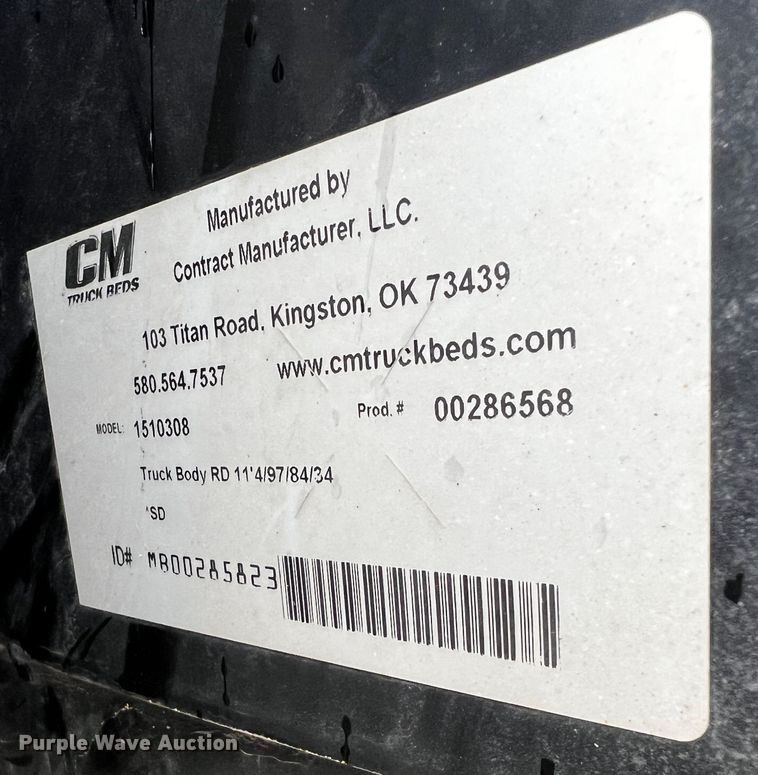 CM
TRUCK BEDS
Manufactured by
Contract Manufacturer, LLC.
103 Titan Road, Kingston, OK 73439
580.564.7537 www.cmtruckbeds.com
MODEL: 1510308 Prod. # 00286568
Truck Body RD 11'4/97/84/34
'SD
ID# MB00285823
Purple Wave Auction